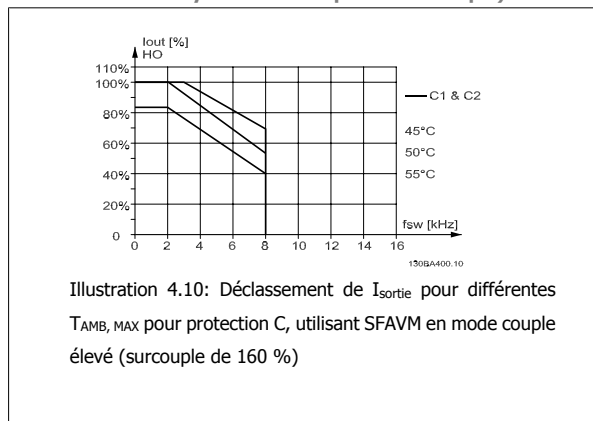 Iout [%]
HO
110%
100%
80%
60%
40%
20%
0
0 2 4 6 8 10 12 14 16
fsw [kHz]
C1 & C2
45°C
50°C
55°C
130BA400.10
Illustration 4.10: Déclassement de Isortie pour différentes
TAMB, MAX pour protection C, utilisant SFAVM en mode couple
élevé (surcouple de 160 %)